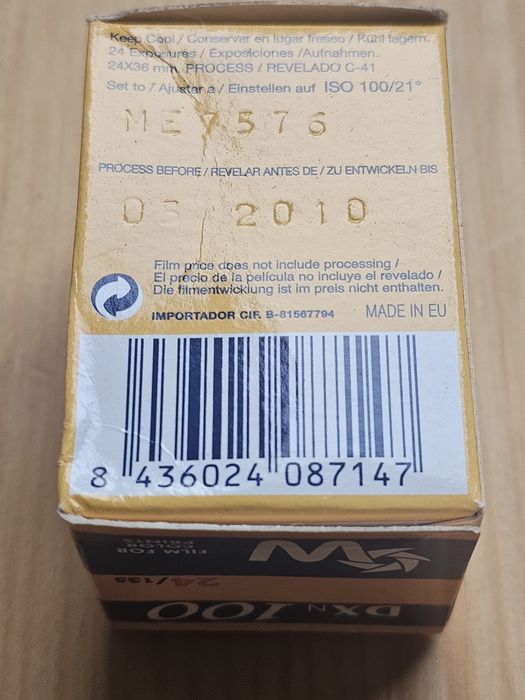 Keep Cool / Conservar en lugar fresco / Kühl lagern.
24 Exposures / Exposiciones / Aufnahmen.
24X36 mm. PROCESS / REVELADO C-41
Set to / Ajustar a / Einstellen auf ISO 100/21°
ME7576
PROCESS BEFORE / REVELAR ANTES DE / ZU ENTWICKELN BIS
05 2010
Film price does not include processing /
El precio de la película no incluye el revelado /
Die filmentwicklung ist im preis nicht enthalten.
IMPORTADOR CIF. B-81567794 MADE IN EU
8 436024 087147
FILM FOR
COLOR
PRINTS
24/135
DXN 100